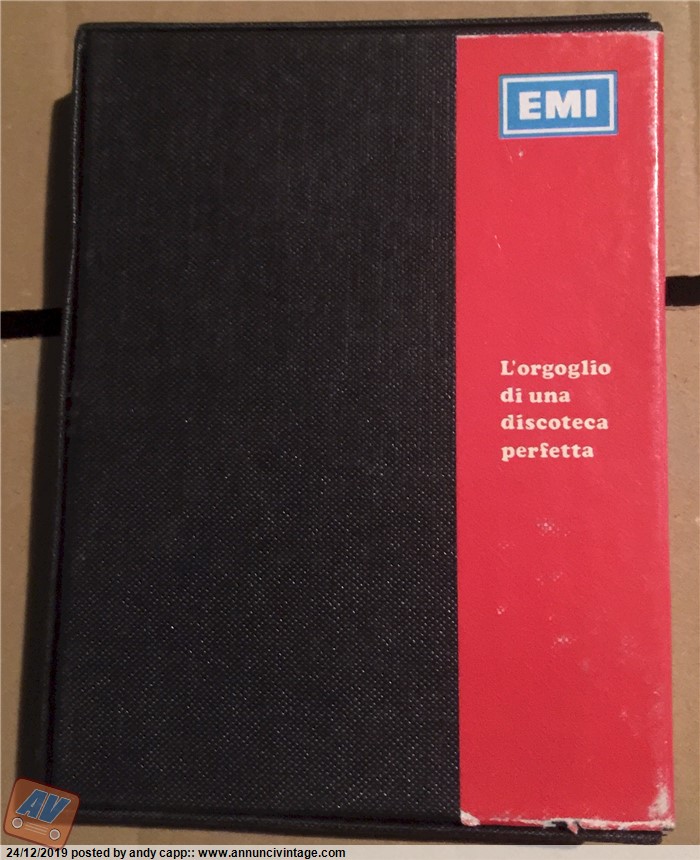 EMI
L'orgoglio
di una
discoteca
perfetta
AV
24/12/2019 posted by andy capp:: www.annuncivintage.com